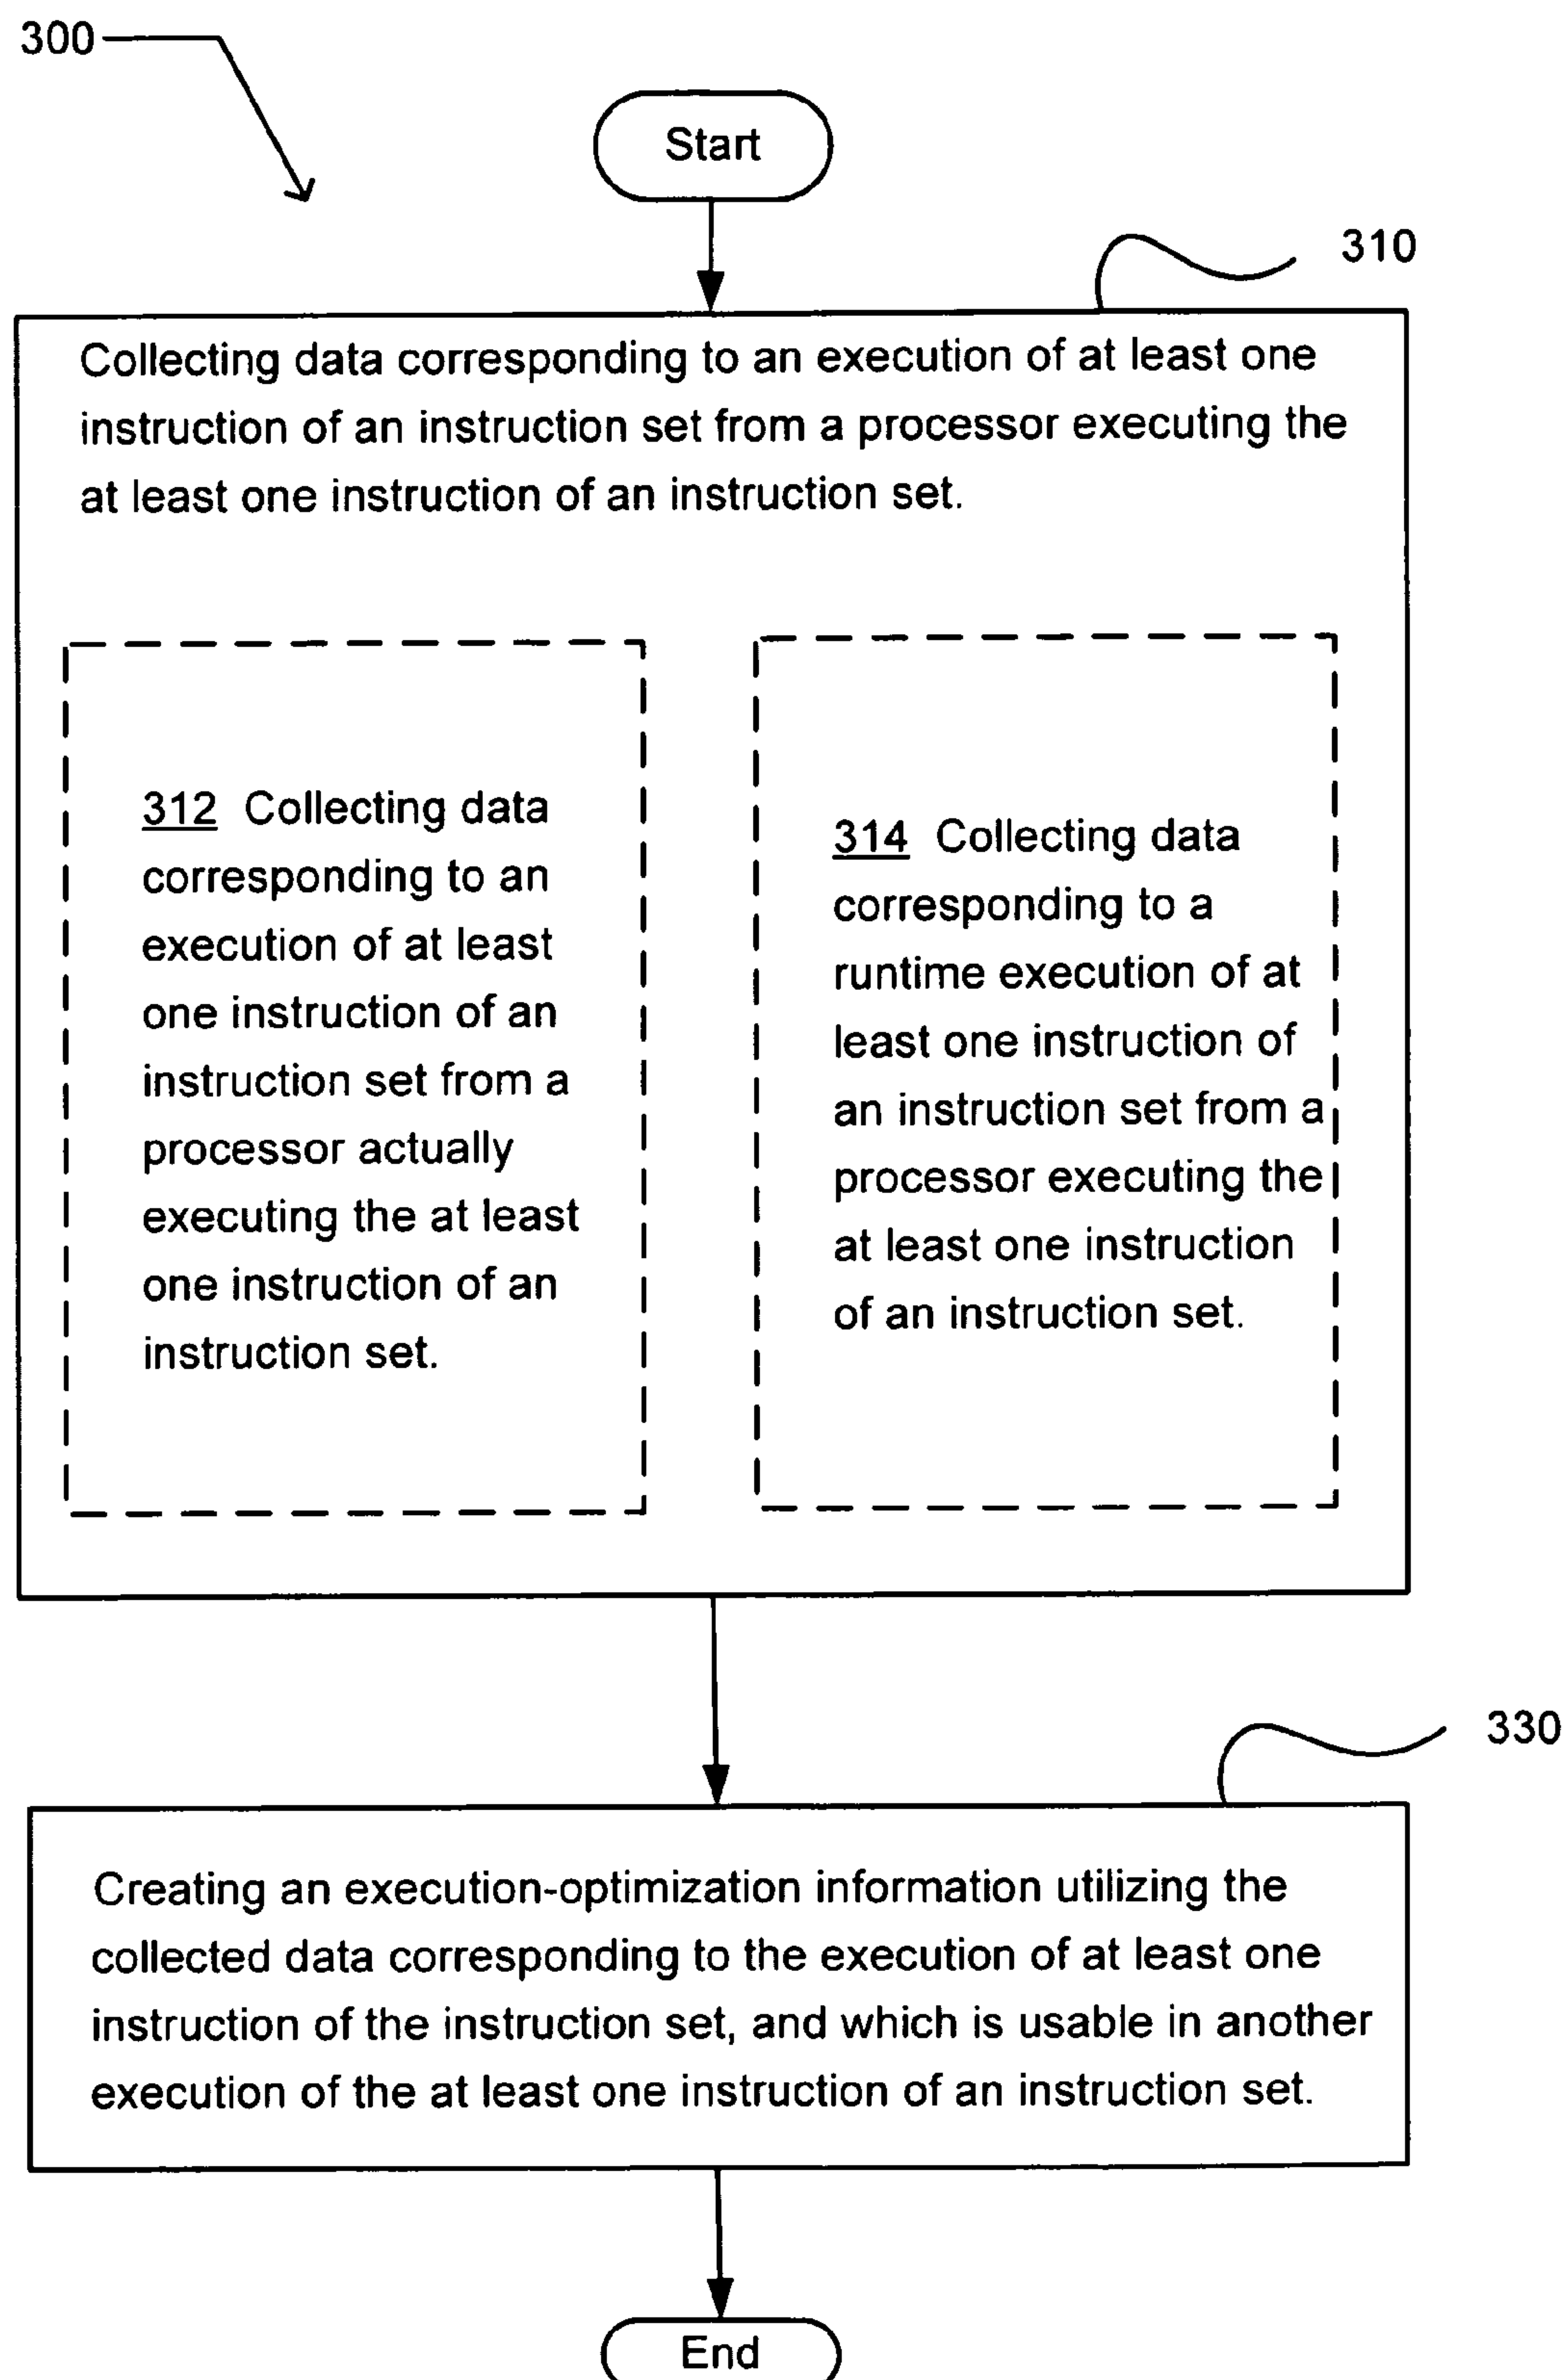 300
Start
310
Collecting data corresponding to an execution of at least one
instruction of an instruction set from a processor executing the
at least one instruction of an instruction set.
312 Collecting data
corresponding to an
execution of at least
one instruction of an
instruction set from a
processor actually
executing the at least
one instruction of an
instruction set.
314 Collecting data
corresponding to a
runtime execution of at
least one instruction of
an instruction set from a
processor executing the
at least one instruction
of an instruction set.
330
Creating an execution-optimization information utilizing the
collected data corresponding to the execution of at least one
instruction of the instruction set, and which is usable in another
execution of the at least one instruction of an instruction set.
End